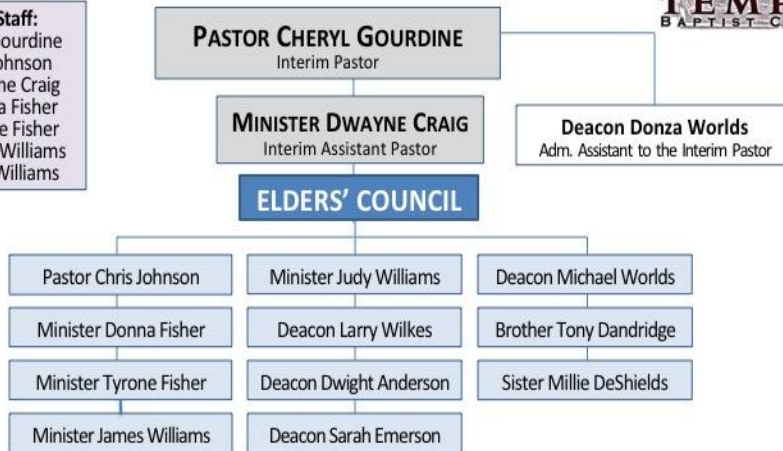 Staff:
Gourdine
Johnson
ne Craig
a Fisher
e Fisher
Williams
Williams
PASTOR CHERYL GOURDINE
Interim Pastor
TEMP
BAPTIST C
MINISTER DWAYNE CRAIG
Interim Assistant Pastor
Deacon Donza Worlds
Adm. Assistant to the Interim Pastor
ELDERS’ COUNCIL
Pastor Chris Johnson
Minister Judy Williams
Deacon Michael Worlds
Minister Donna Fisher
Deacon Larry Wilkes
Brother Tony Dandridge
Minister Tyrone Fisher
Deacon Dwight Anderson
Sister Millie DeShields
Minister James Williams
Deacon Sarah Emerson